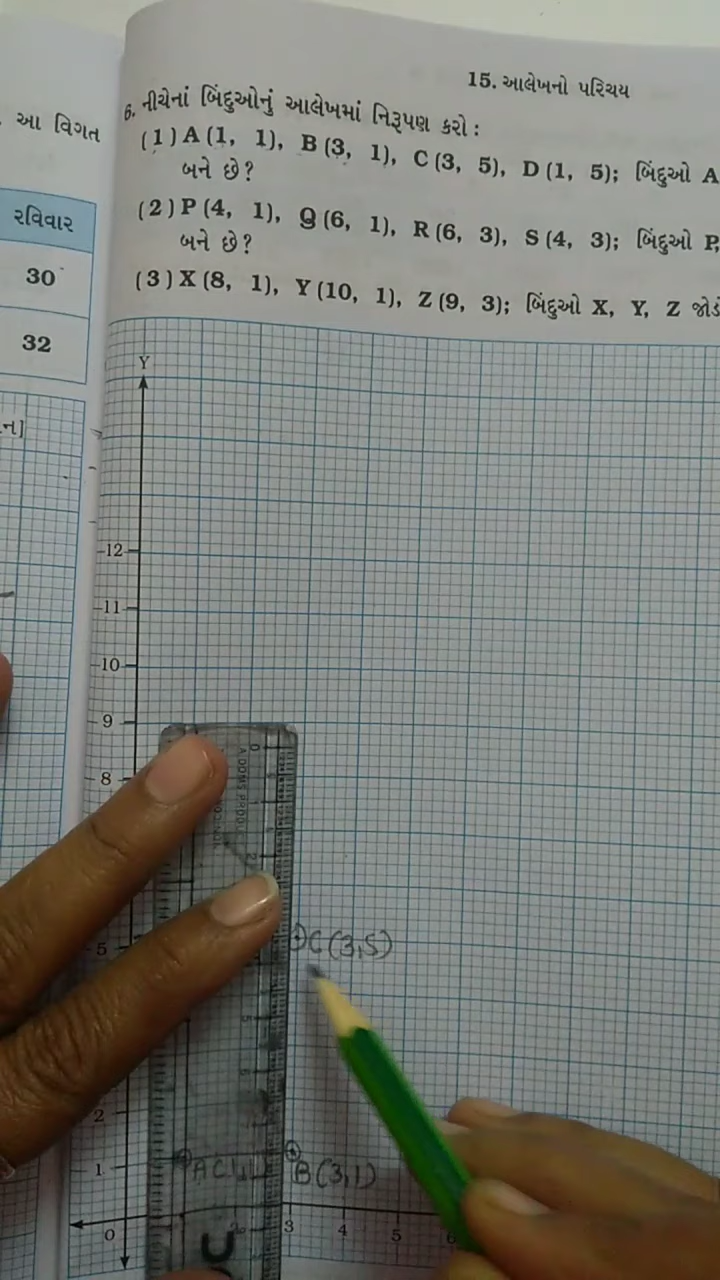 15. આલેખનો પરિચય
. આ વિગત
6. નીચેનાં બિંદુઓનું આલેખમાં નિરૂપણ કરો :
(1) A (1, 1), B (3, 1), C (3, 5), D (1, 5); બિંદુઓ A
બને છે?
(2) P (4, 1), Q (6, 1), R (6, 3), S (4, 3); બિંદુઓ P,
બને છે?
(3) X (8, 1), Y (10, 1), Z (9, 3); બિંદુઓ X, Y, Z જોડ
રવિવાર
30
32
ન]
Y
12
11
10
9
8
5
C (3,5)
2
1
A (1,1)
B (3,1)
0
3 4 5 6